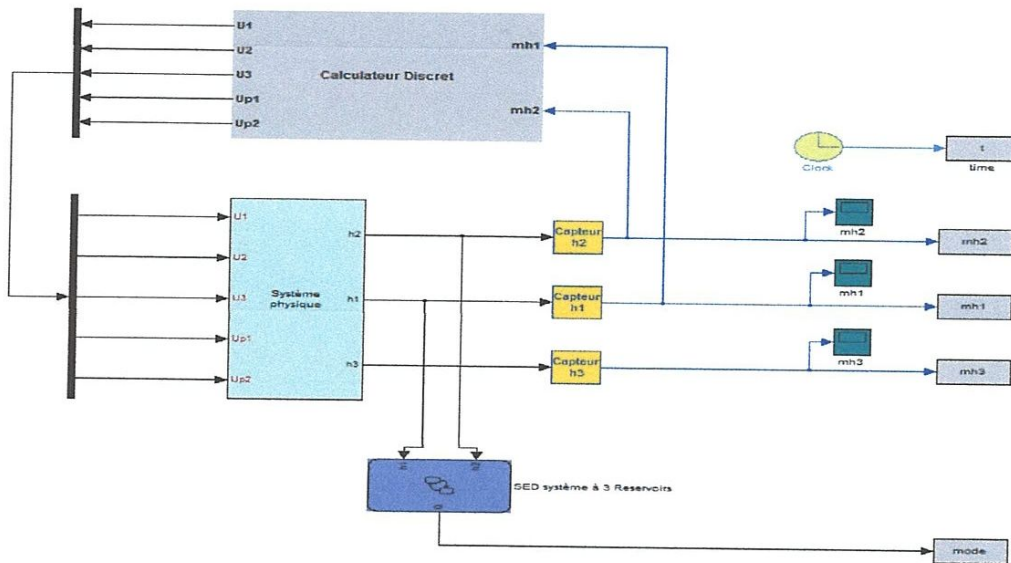 U1
U2
U3
Up1
Up2
Calculateur Discret
mh1
mh2
Clock
t
time
U1
U2
U3
Up1
Up2
Système
physique
h2
h1
h3
Capteur
h2
Capteur
h1
Capteur
h3
mh2
mh2
mh1
mh1
mh3
mh3
h1
h2
q
SED système à 3 Reservoirs
mode